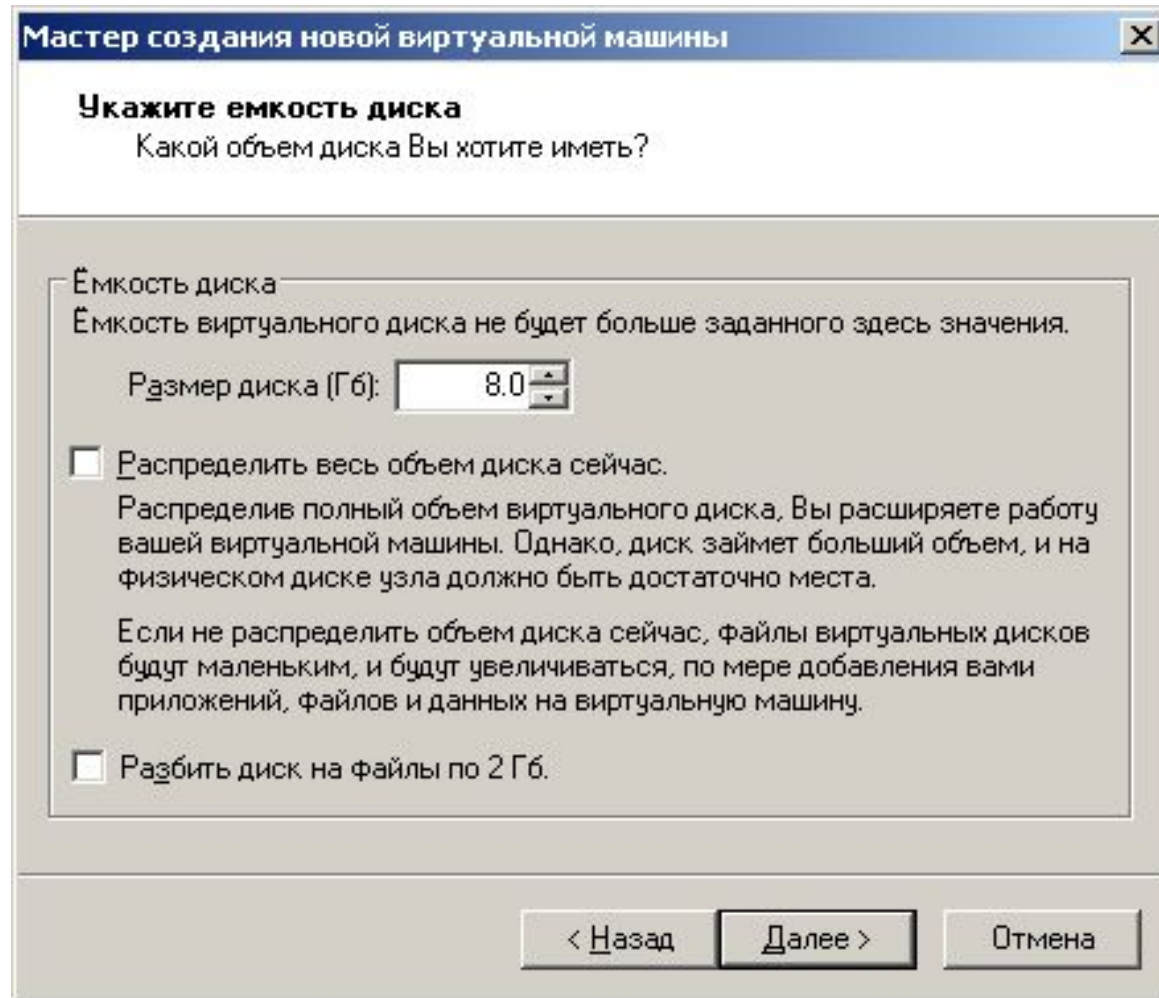 Мастер создания новой виртуальной машины
Укажите емкость диска
Какой объем диска Вы хотите иметь?
Ёмкость диска
Ёмкость виртуального диска не будет больше заданного здесь значения.
Размер диска (Гб): 8.0
Распределить весь объем диска сейчас.
Распределив полный объем виртуального диска, Вы расширяете работу
вашей виртуальной машины. Однако, диск займет больший объем, и на
физическом диске узла должно быть достаточно места.
Если не распределить объем диска сейчас, файлы виртуальных дисков
будут маленьким, и будут увеличиваться, по мере добавления вами
приложений, файлов и данных на виртуальную машину.
Разбить диск на файлы по 2 Гб.
< Назад Далее > Отмена